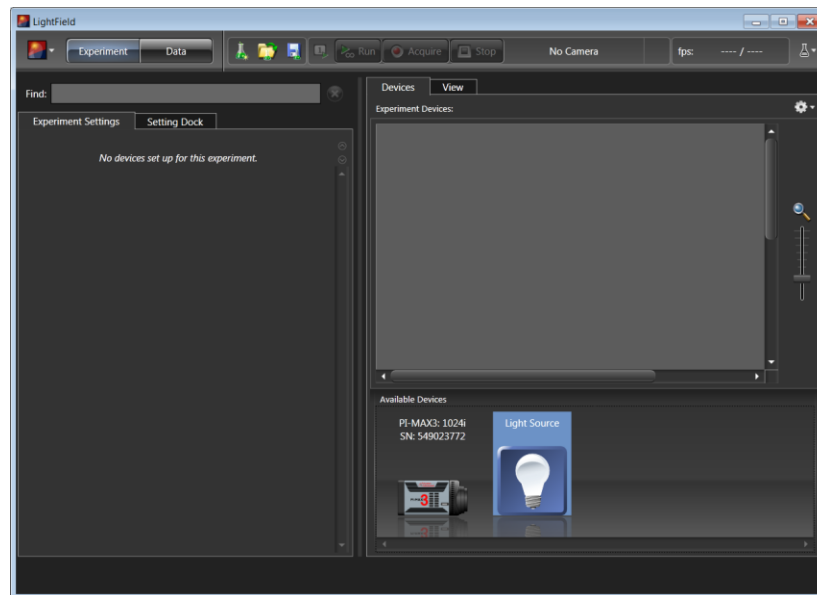 LightField
Experiment Data Run Acquire Stop No Camera fps: ---- / ----
Find:
Experiment Settings Setting Dock
No devices set up for this experiment.
Devices View
Experiment Devices:
Available Devices
PI-MAX3: 1024i
SN: 549023772
Light Source
3